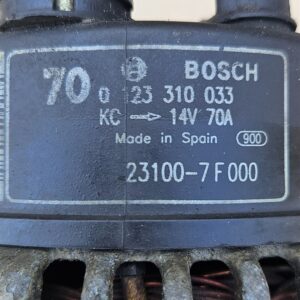 BOSCH
70 0 123 310 033
KC 14V 70A
Made in Spain 900
23100-7F000